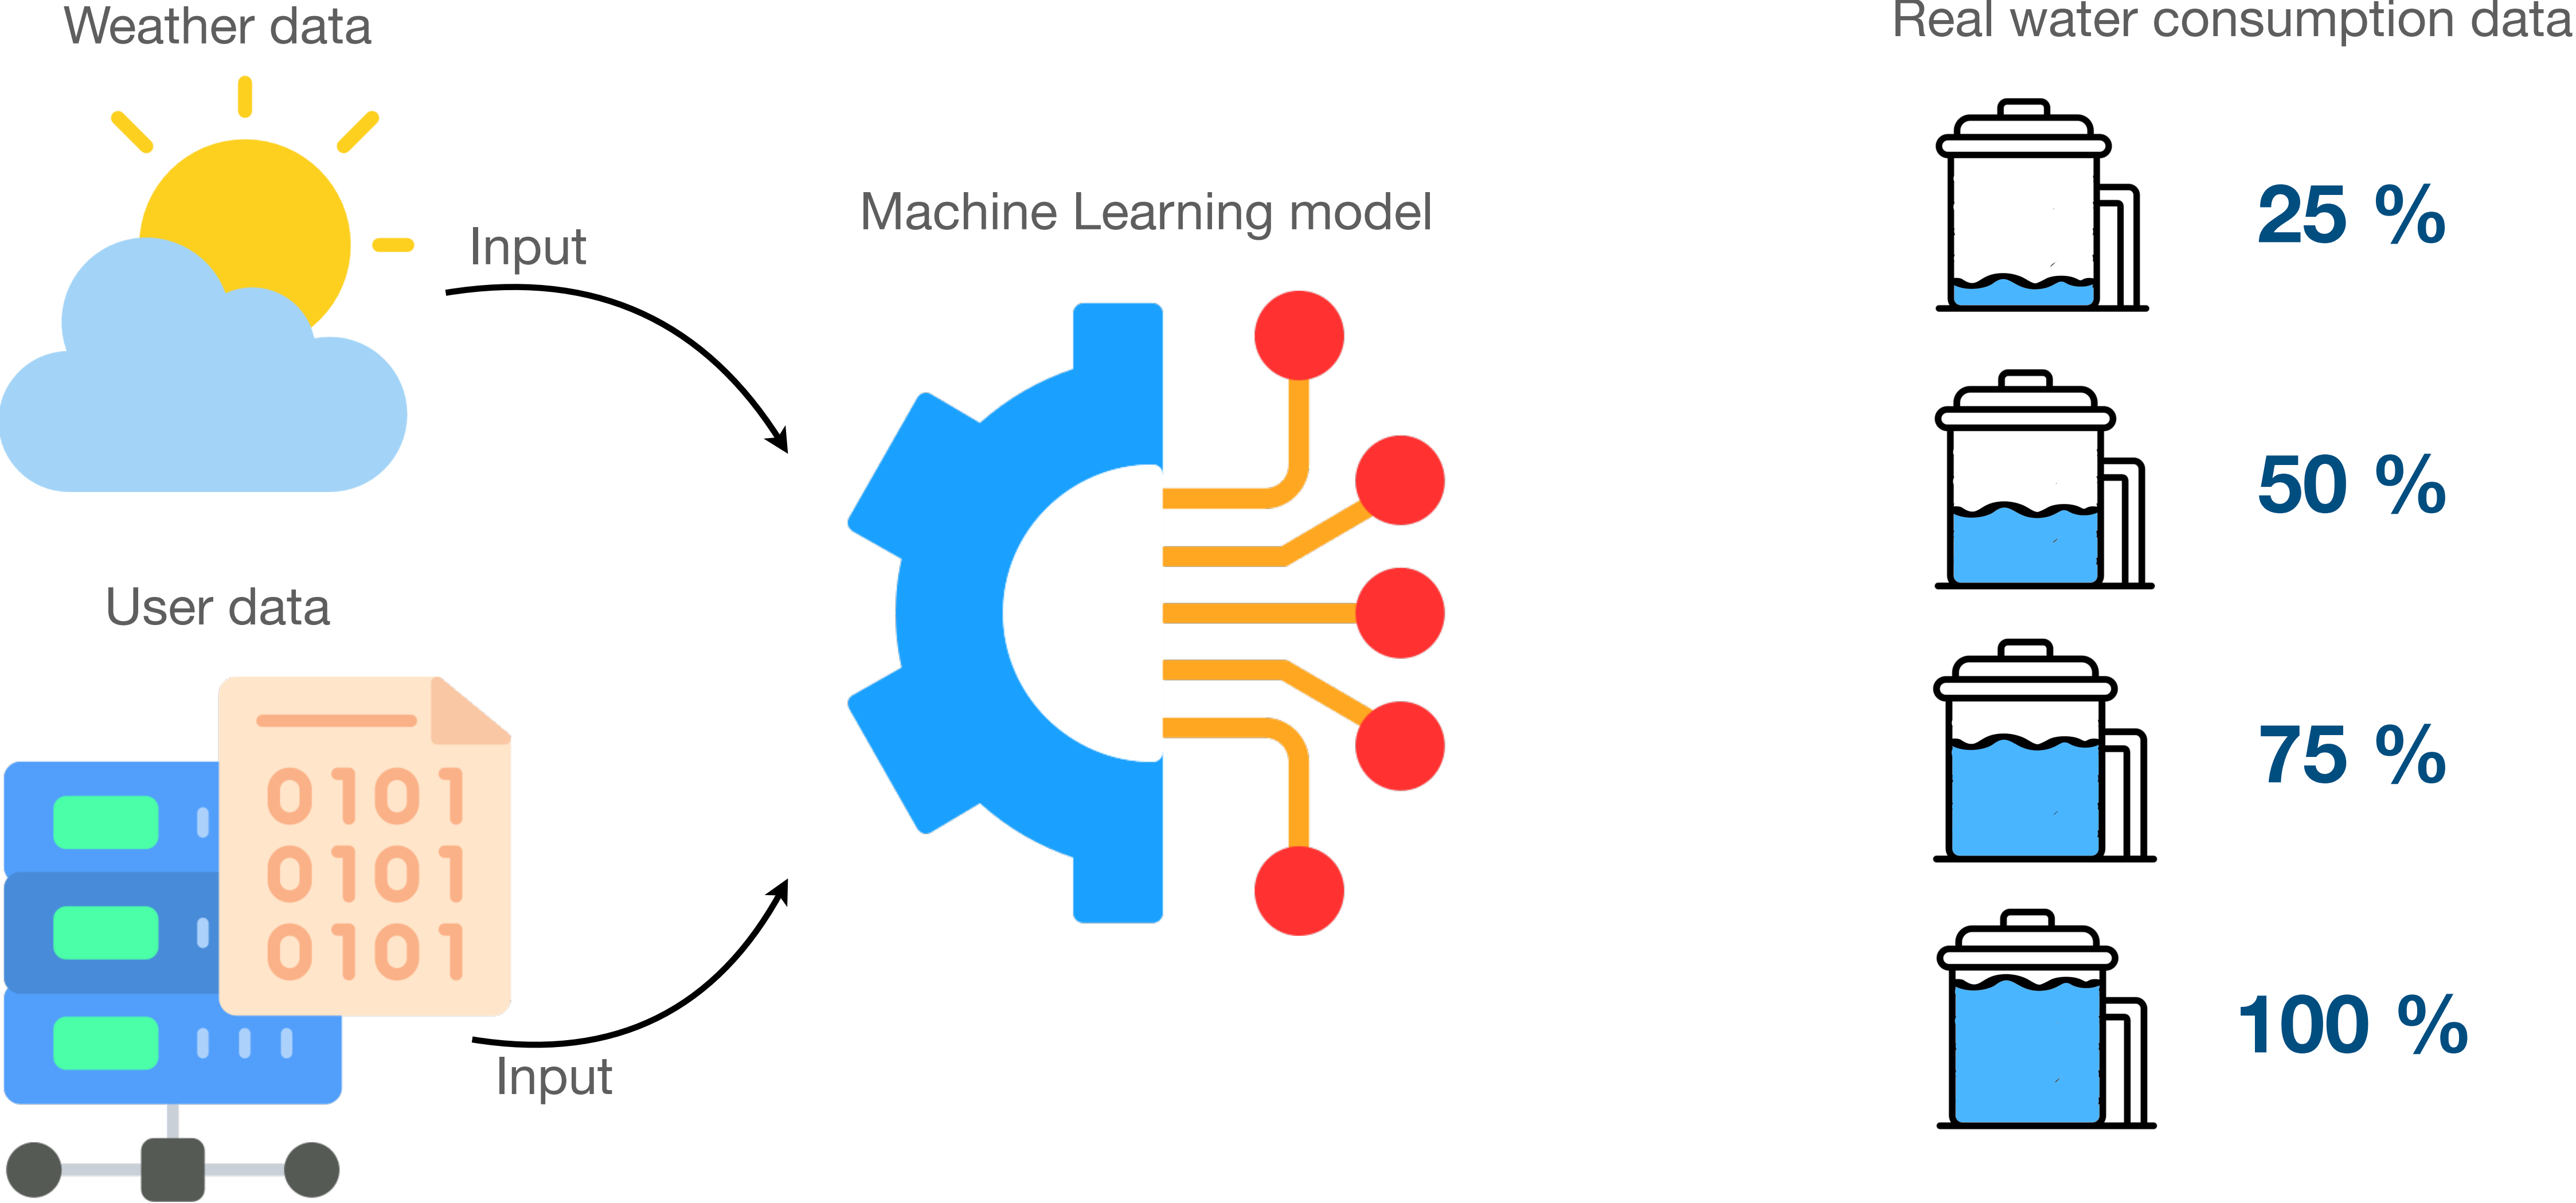 Weather data
Real water consumption data
Input
Machine Learning model
25 %
50 %
User data
75 %
0101
0101
0101
Input
100 %